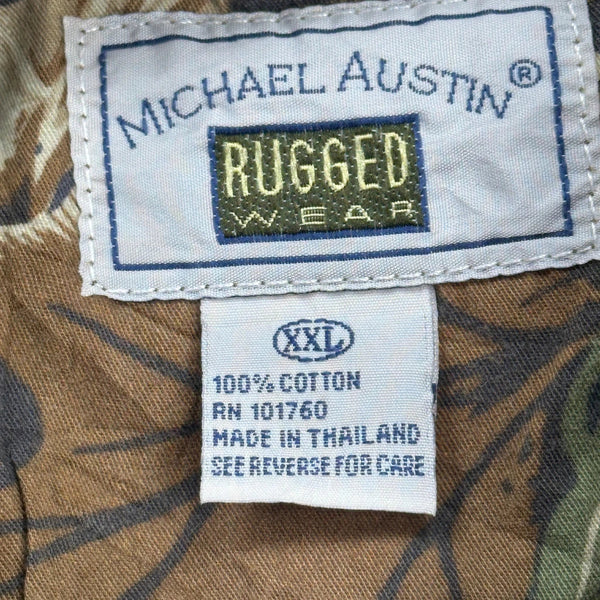 MICHAEL AUSTIN®
RUGGED
WEAR
XXL
100% COTTON
RN 101760
MADE IN THAILAND
SEE REVERSE FOR CARE